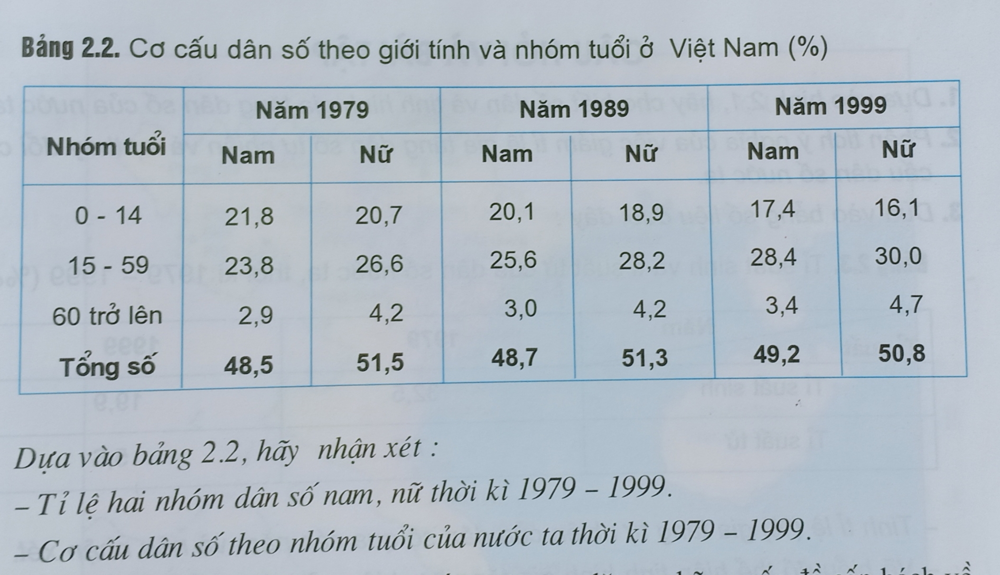 Bảng 2.2. Cơ cấu dân số theo giới tính và nhóm tuổi ở Việt Nam (%)
Nhóm tuổi Năm 1979 Năm 1989 Năm 1999
Nam Nữ Nam Nữ Nam Nữ
0 - 14 21,8 20,7 20,1 18,9 17,4 16,1
15 - 59 23,8 26,6 25,6 28,2 28,4 30,0
60 trở lên 2,9 4,2 3,0 4,2 3,4 4,7
Tổng số 48,5 51,5 48,7 51,3 49,2 50,8
Dựa vào bảng 2.2, hãy nhận xét :
– Tỉ lệ hai nhóm dân số nam, nữ thời kì 1979 – 1999.
– Cơ cấu dân số theo nhóm tuổi của nước ta thời kì 1979 – 1999.